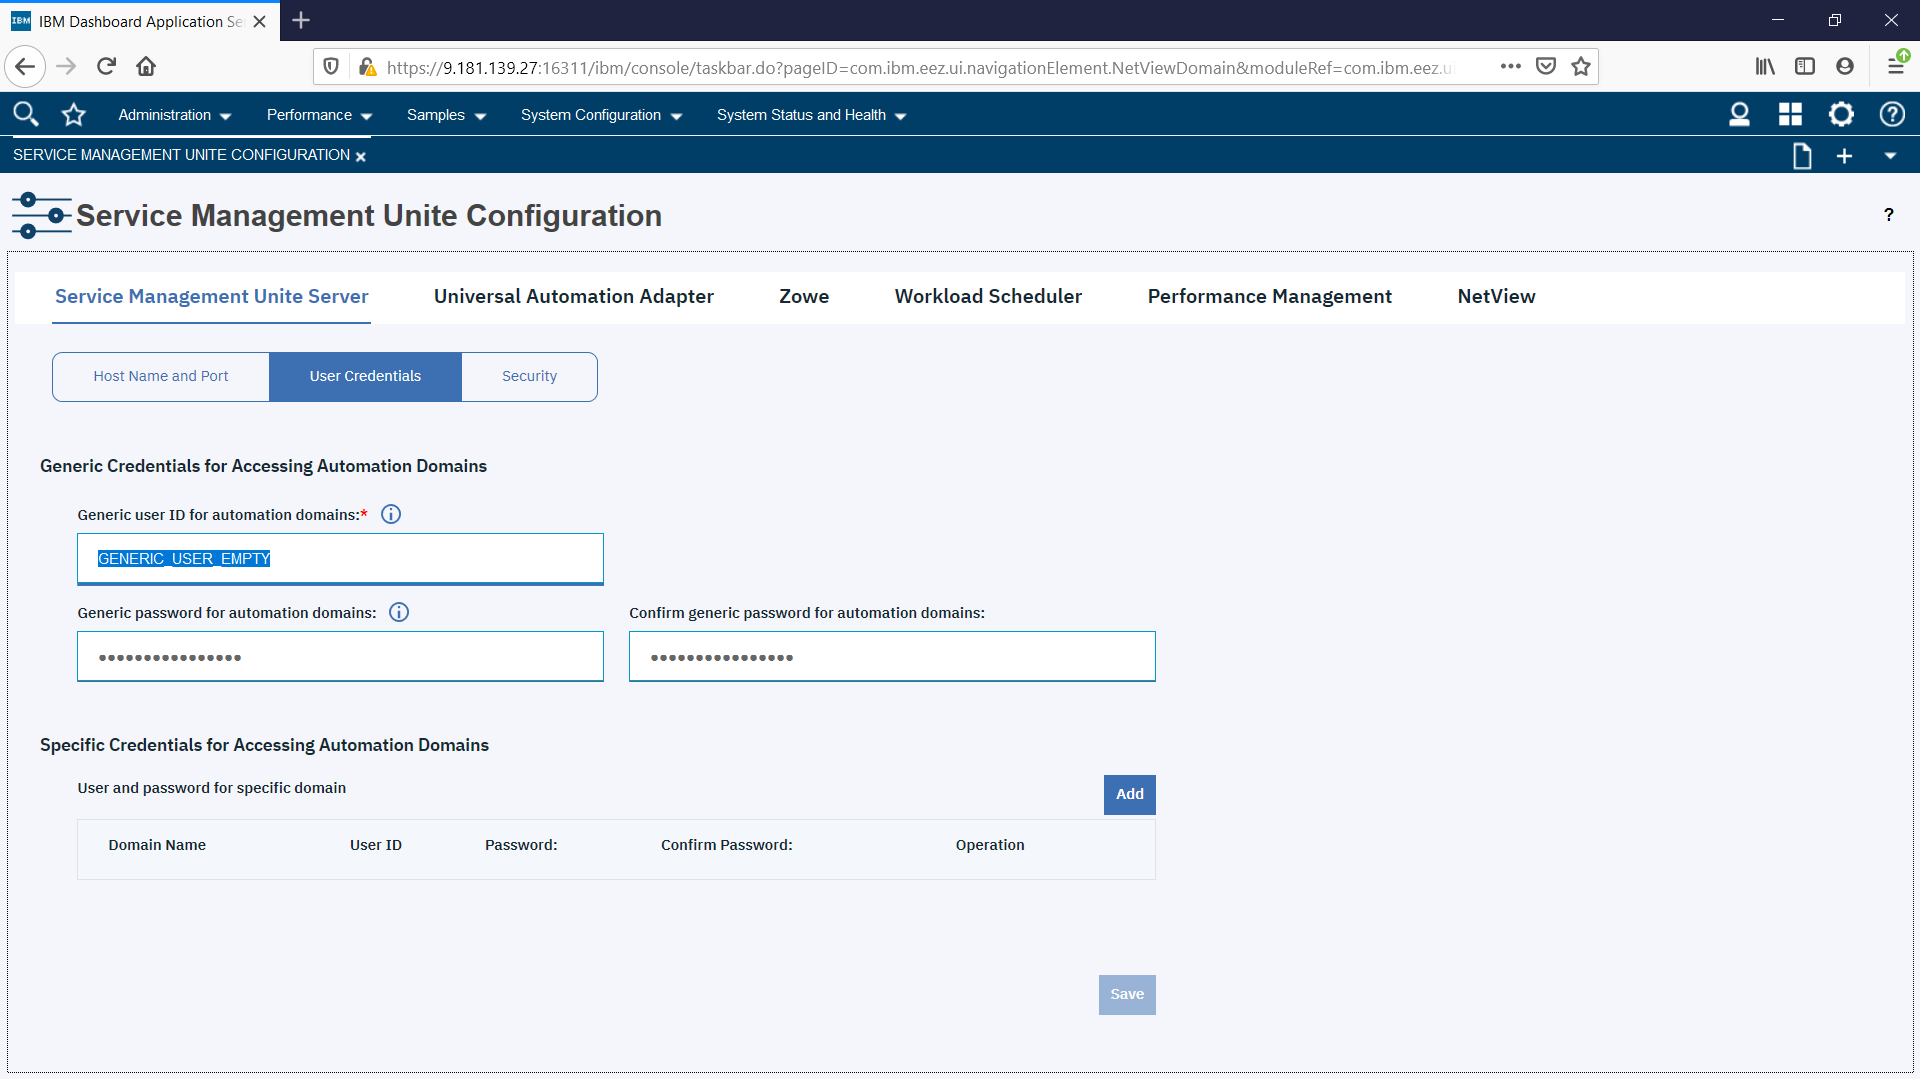 IBM Dashboard Application Se
https://9.181.139.27:16311/ibm/console/taskbar.do?pageID=com.ibm.eez.ui.navigationElement.NetViewDomain&moduleRef=com.ibm.eez.u
Administration Performance Samples System Configuration System Status and Health
SERVICE MANAGEMENT UNITE CONFIGURATION
Service Management Unite Configuration
?
Service Management Unite Server Universal Automation Adapter Zowe Workload Scheduler Performance Management NetView
Host Name and Port User Credentials Security
Generic Credentials for Accessing Automation Domains
Generic user ID for automation domains:*
GENERIC_USER_EMPTY
Generic password for automation domains: Confirm generic password for automation domains:
•••••••••••••••• ••••••••••••••••
Specific Credentials for Accessing Automation Domains
User and password for specific domain Add
Domain Name User ID Password: Confirm Password: Operation
Save